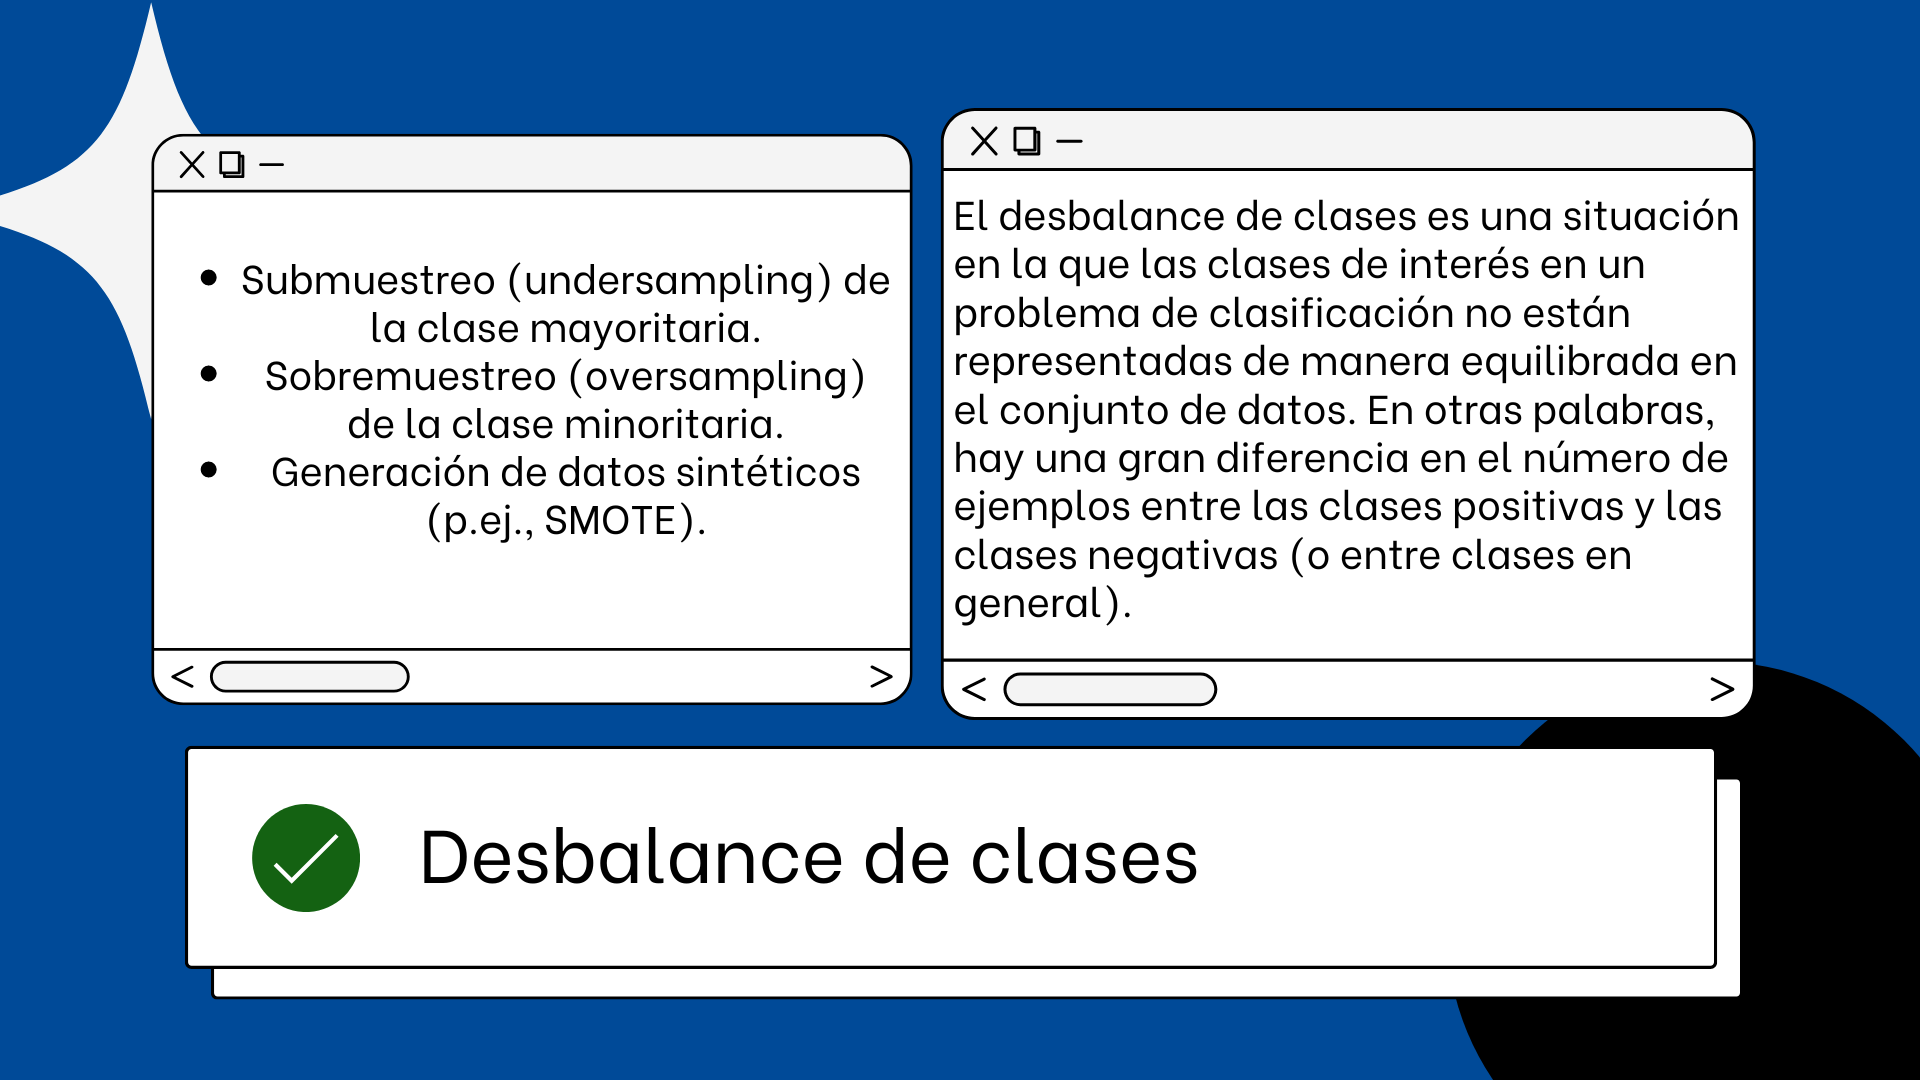 • Submuestreo (undersampling) de
la clase mayoritaria.
• Sobremuestreo (oversampling)
de la clase minoritaria.
• Generación de datos sintéticos
(p.ej., SMOTE).
El desbalance de clases es una situación
en la que las clases de interés en un
problema de clasificación no están
representadas de manera equilibrada en
el conjunto de datos. En otras palabras,
hay una gran diferencia en el número de
ejemplos entre las clases positivas y las
clases negativas (o entre clases en
general).
Desbalance de clases